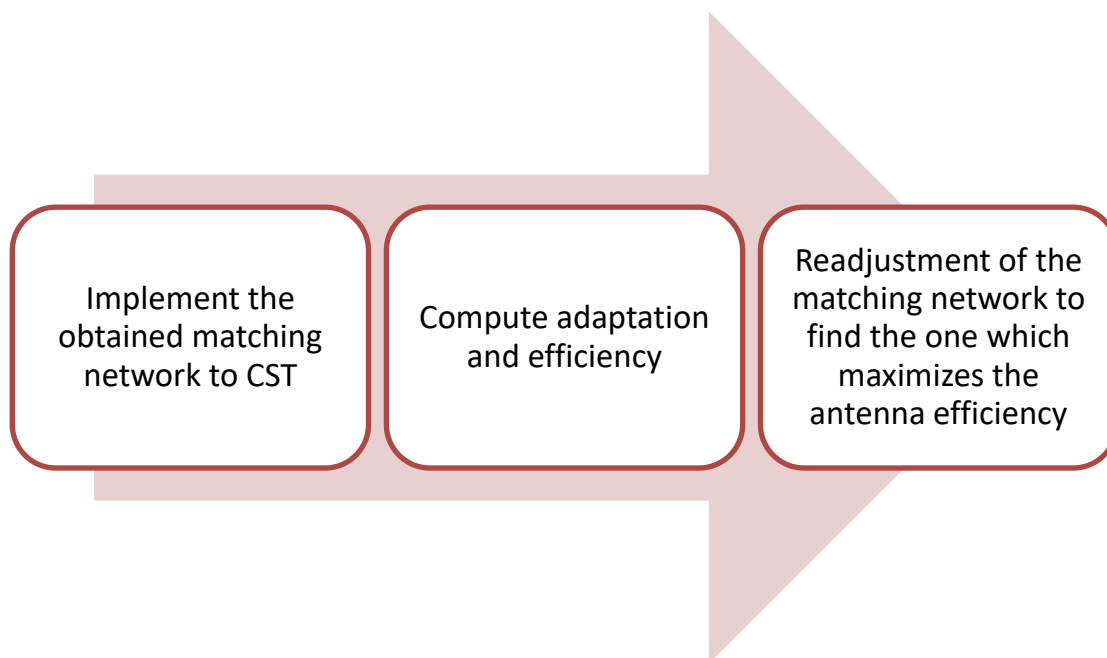 Implement the
obtained matching
network to CST
Compute adaptation
and efficiency
Readjustment of the
matching network to
find the one which
maximizes the
antenna efficiency